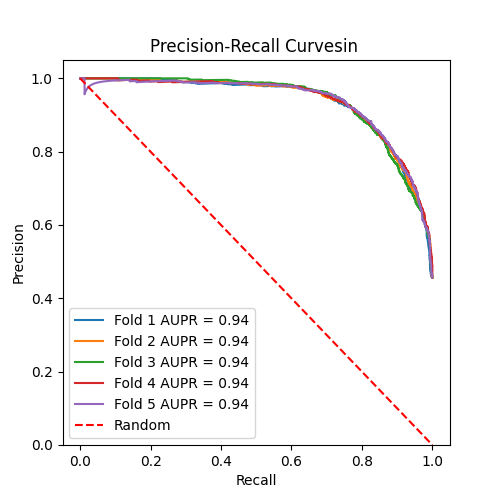 Precision-Recall Curvesin
1.0
0.8
0.6
0.4
0.2
0.0
Precision
Fold 1 AUPR = 0.94
Fold 2 AUPR = 0.94
Fold 3 AUPR = 0.94
Fold 4 AUPR = 0.94
Fold 5 AUPR = 0.94
Random
0.0 0.2 0.4 0.6 0.8 1.0
Recall